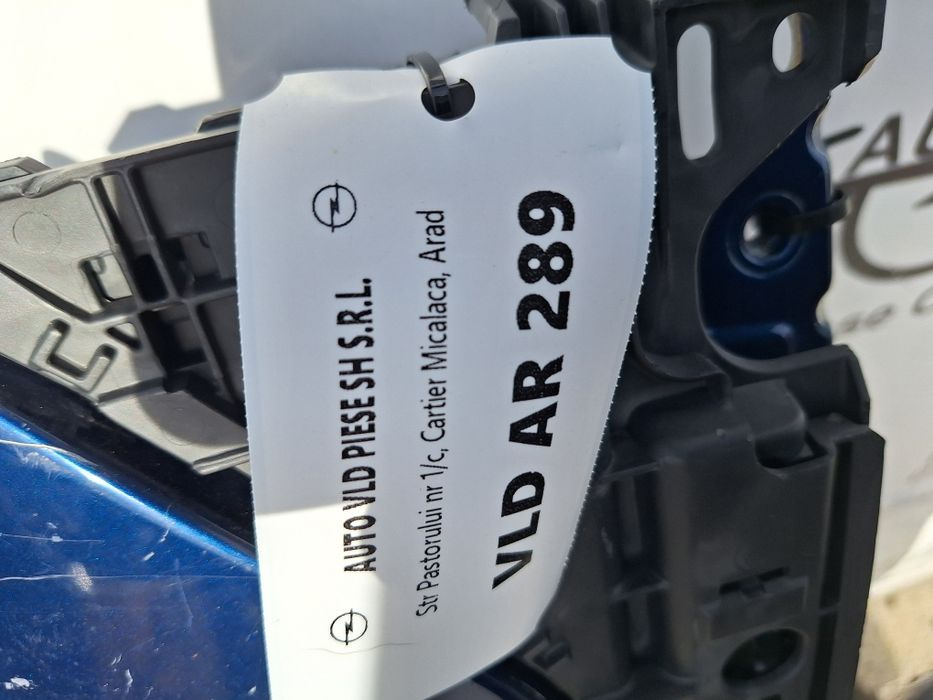 AUTO VLD PIESE SH S.R.L.
Str Pastorului nr 1/c, Cartier Micalaca, Arad
VLD AR 289